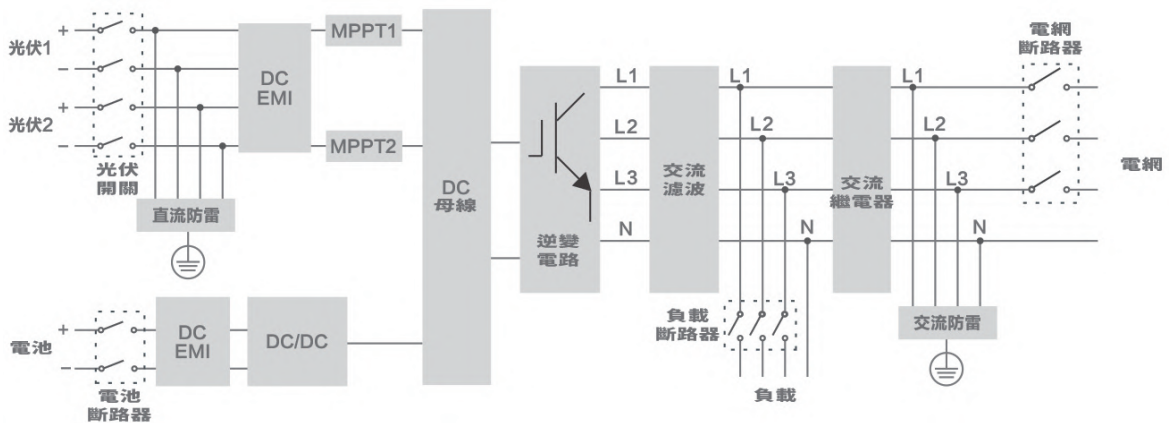 光伏1
+
−
光伏2
+
−
光伏
開關
直流防雷
DC
EMI
MPPT1
MPPT2
電池
+
−
電池
斷路器
DC
EMI
DC/DC
DC
母線
逆變
電路
L1
L2
L3
N
交流
濾波
L1
L2
L3
N
負載
斷路器
負載
交流
繼電器
L1
L2
L3
N
交流防雷
電網
斷路器
電網